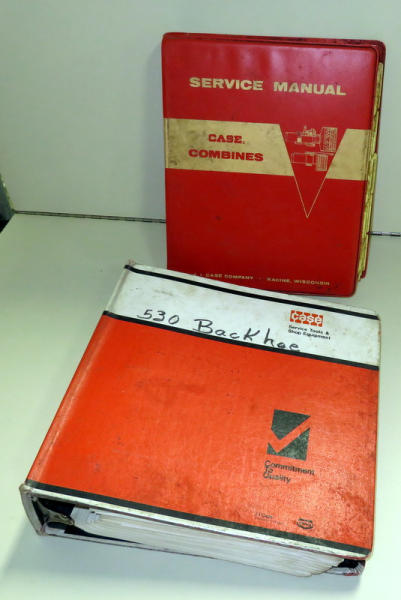 SERVICE MANUAL
CASE
COMBINES
J. I. CASE COMPANY - RACINE, WISCONSIN
530 Backhoe
case
Service Tools &
Shop Equipment
Commitment
To
Quality